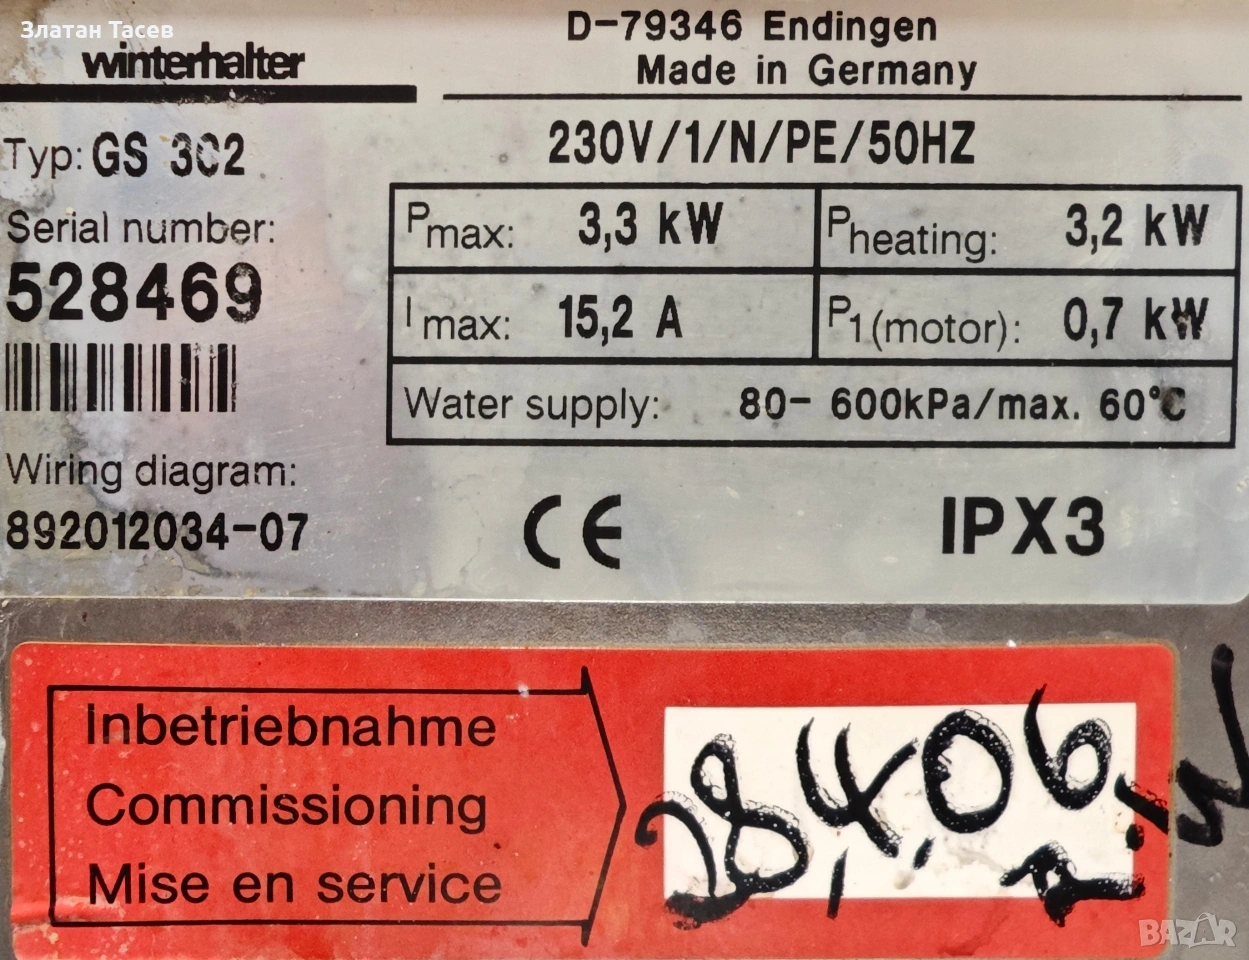 Златан Тасев
winterhalter
D-79346 Endingen
Made in Germany
Typ: GS 302
230V/1/N/PE/50HZ
Serial number:
528469
Pmax: 3,3 kW
Pheating: 3,2 kW
Imax: 15,2 A
P1(motor): 0,7 kW
Water supply: 80- 600kPa/max. 60°C
Wiring diagram:
892012034-07
CE
IPX3
Inbetriebnahme
Commissioning
Mise en service
28,4,06
BAZAR